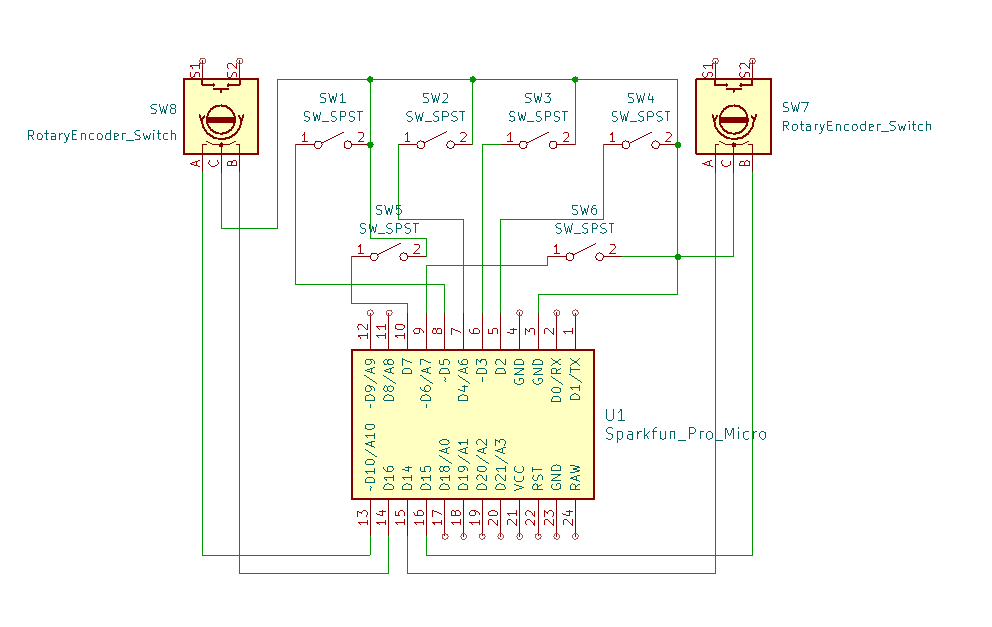 S1 S2
SW8
RotaryEncoder_Switch
A C B
SW1
SW_SPST
1 2
SW2
SW_SPST
1 2
SW3
SW_SPST
1 2
SW4
SW_SPST
1 2
S1 S2
SW7
RotaryEncoder_Switch
A C B
SW5
SW_SPST
1 2
SW6
SW_SPST
1 2
12 11 10 9 8 7 6 5 4 3 2 1
~D9/A9
D8/A8
D7
~D6/A7
~D5
D4/A6
~D3
D2
GND
GND
D0/RX
D1/TX
U1
Sparkfun_Pro_Micro
~D10/A10
D16
D14
D15
D18/A0
D19/A1
D20/A2
D21/A3
VCC
RST
GND
RAW
13 14 15 16 17 18 19 20 21 22 23 24